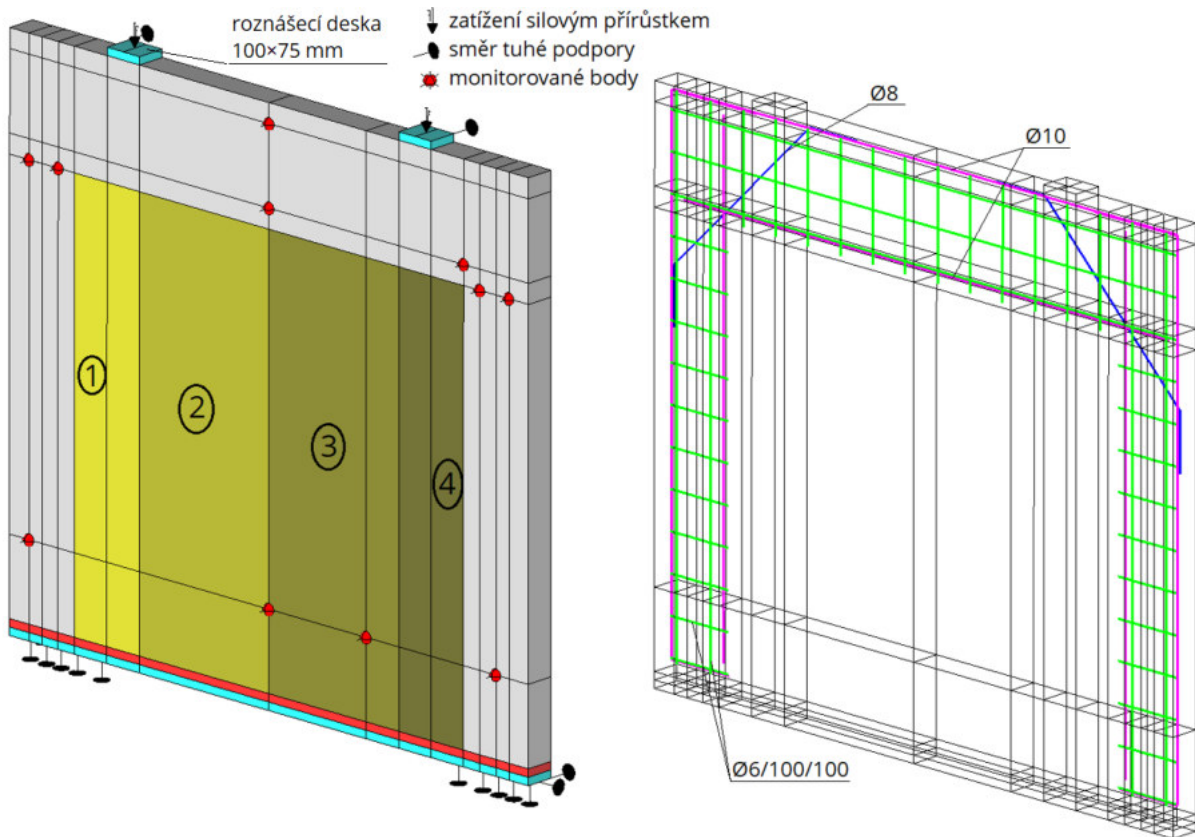 roznášecí deska
100×75 mm
zatížení silovým přírůstkem
směr tuhé podpory
monitorované body
Ø8
Ø10
1
2
3
4
Ø6/100/100